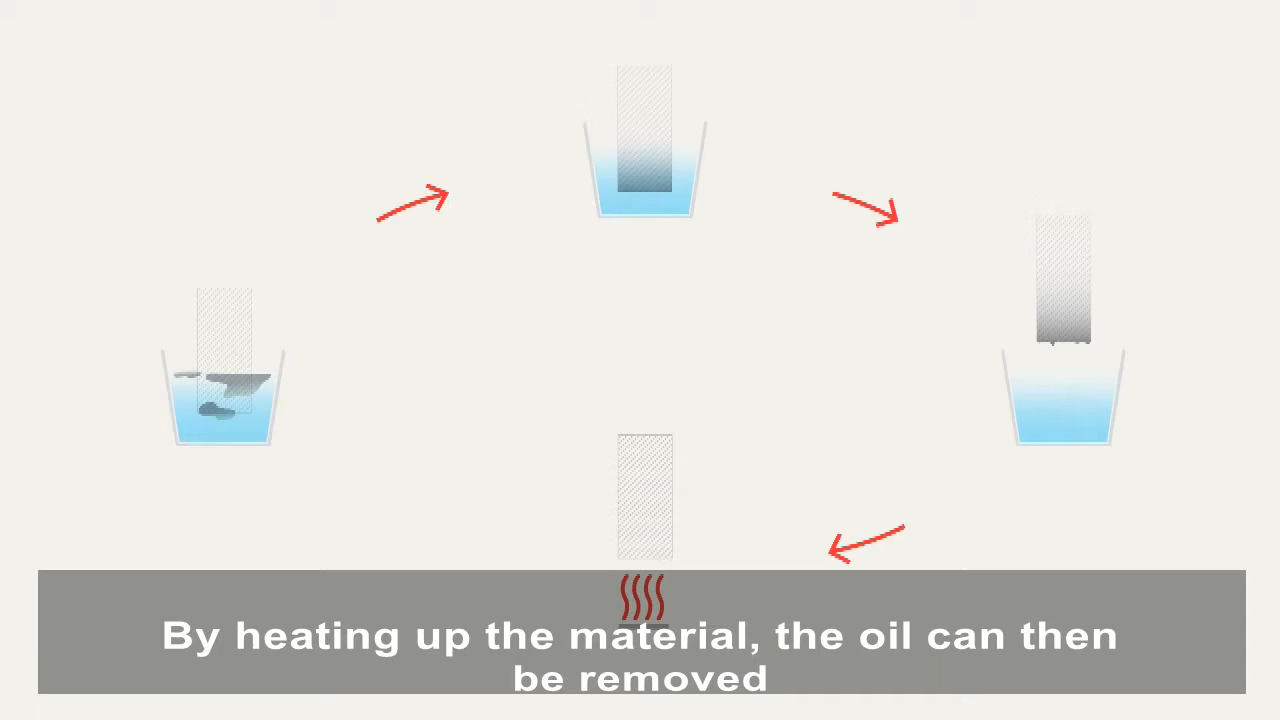 By heating up the material, the oil can then
be removed